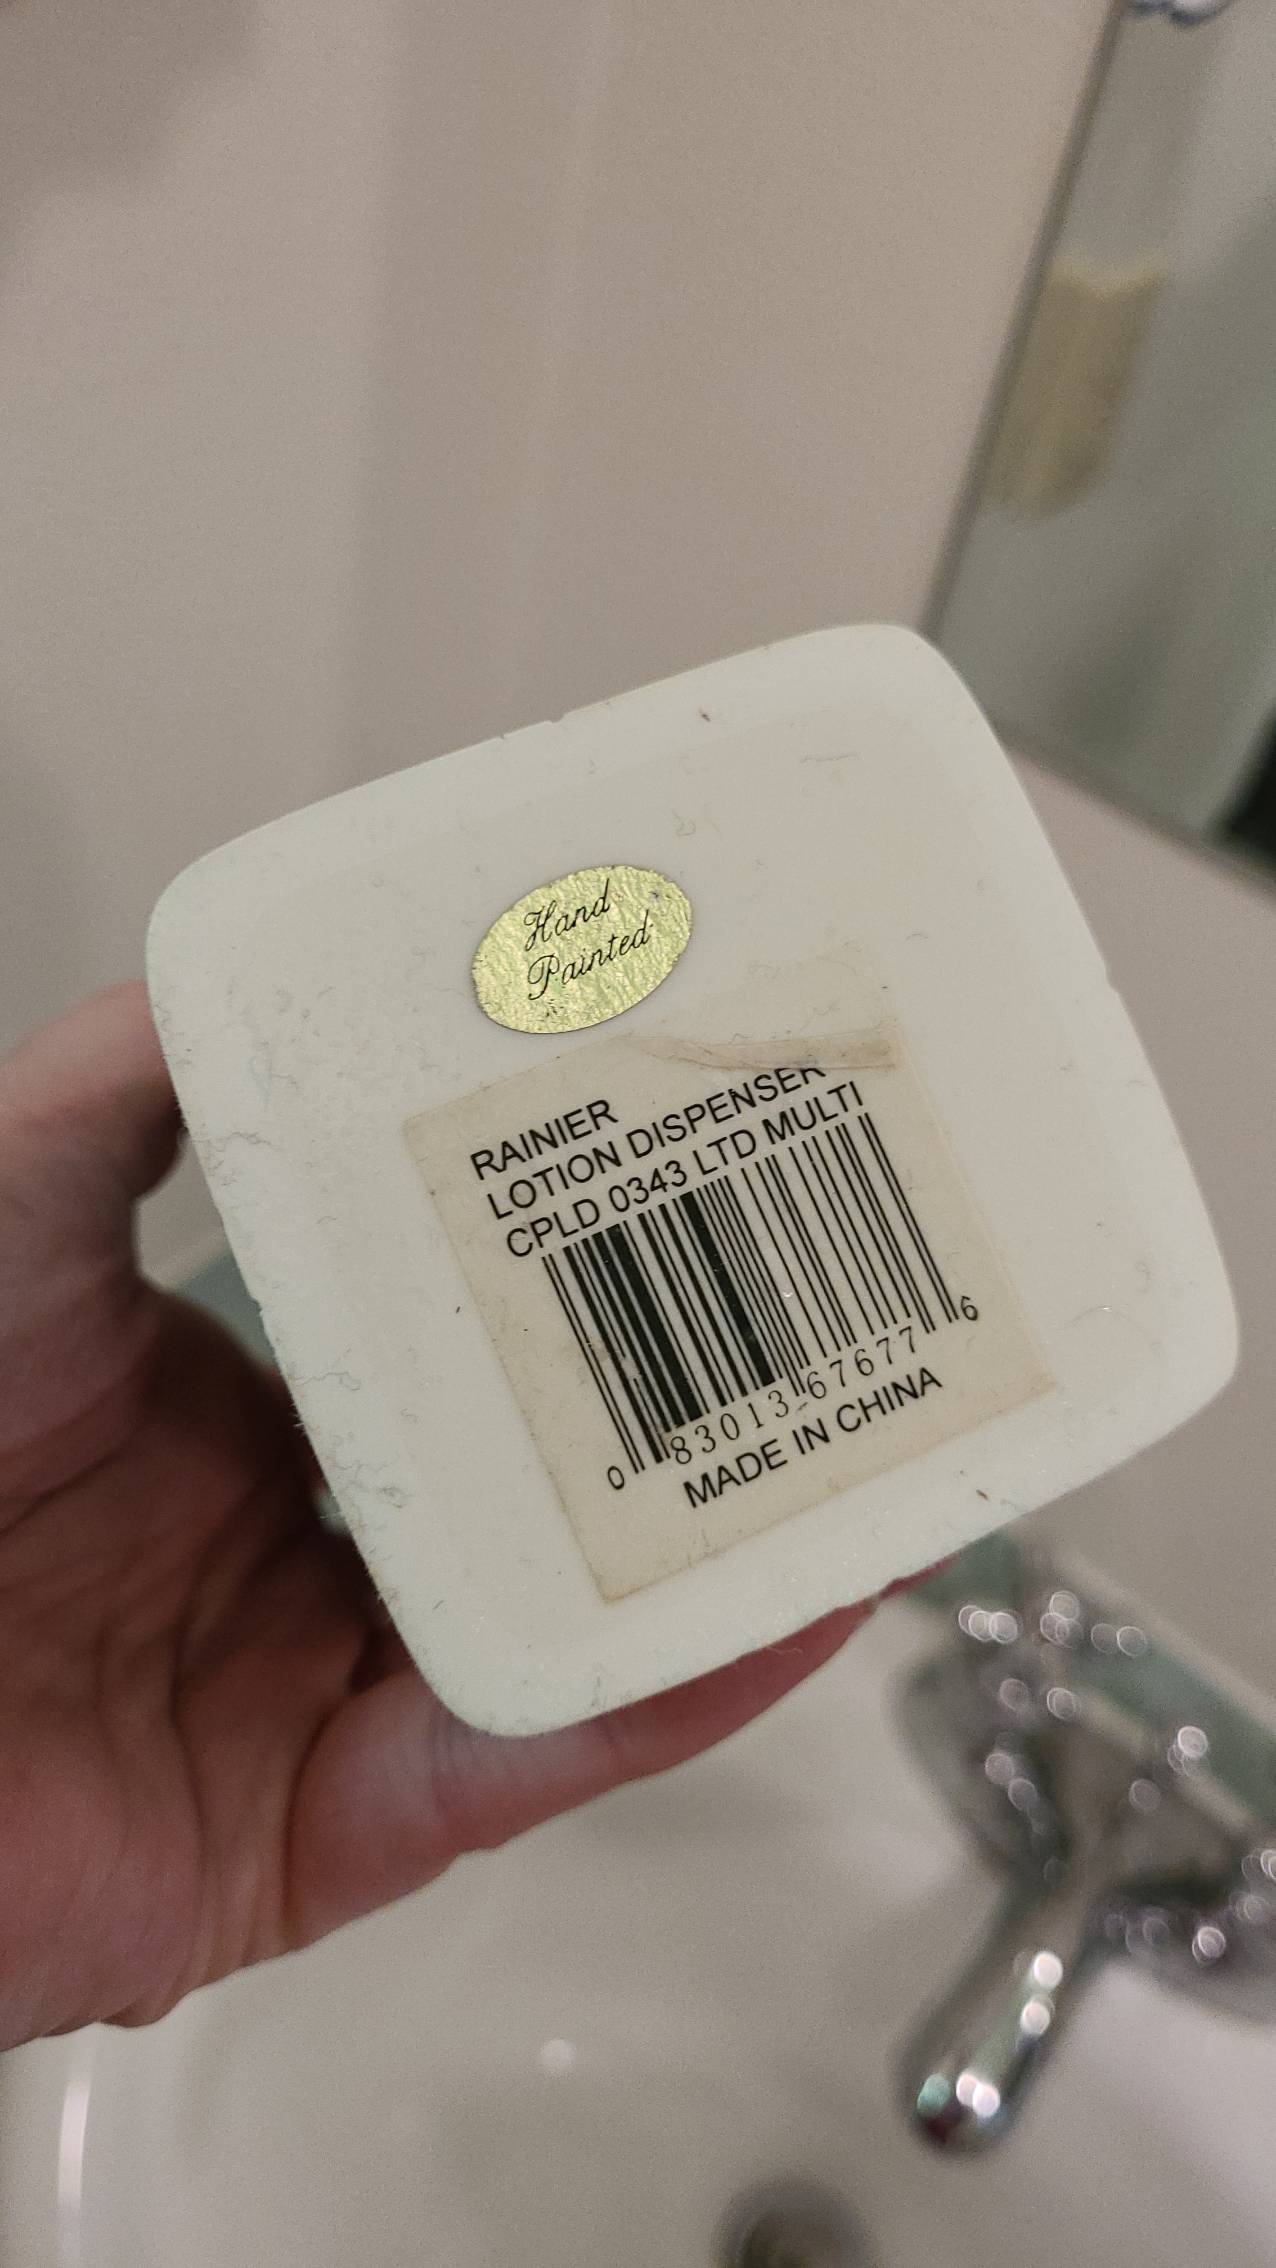 Hand
Painted
RAINIER
LOTION DISPENSER
CPLD 0343 LTD MULTI
0 83013 67677 6
MADE IN CHINA